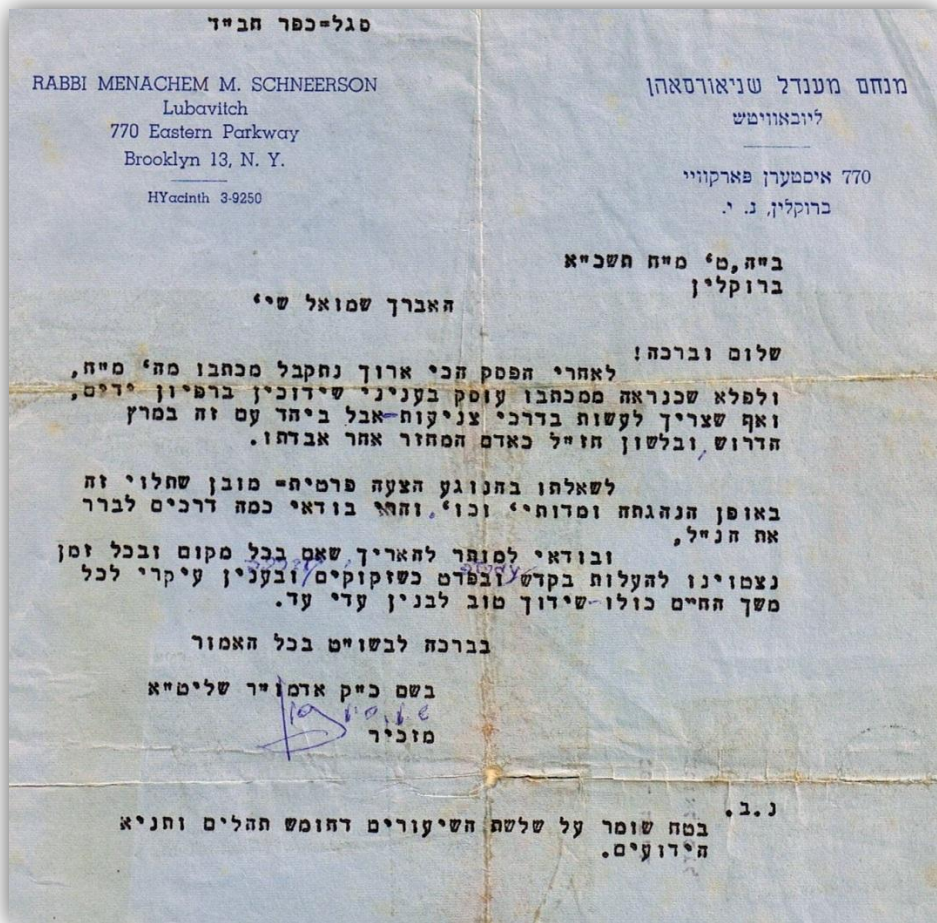 סגל=כפר חב״ד
RABBI MENACHEM M. SCHNEERSON
Lubavitch
770 Eastern Parkway
Brooklyn 13, N. Y.
HYacinth 3-9250
מנחם מענדל שניאורסאהן
ליובאוויטש
770 איסטערן פארקוויי
ברוקלין, נ. י.
ב״ה, ט׳ מ״ח תשכ״א
ברוקלין
האברך שמואל שי׳
שלום וברכה!
לאחרי הפסק הכי ארוך נתקבל מכתבו מה׳ מ״ח,
ולפלא שכנראה ממכתבו עוסק בעניני שידוכין ברפיון ידים,
ואף שצריך לעשות בדרכי צניעות-אבל ביחד עם זה במרץ
הדרוש, ובלשון חז״ל כאדם המחזר אחר אבדתו.
לשאלתו בהנוגע הצעה פרטית= מובן שתלוי זה
באופן הנהגתה ומדותי׳ וכו׳, והרי בודאי כמה דרכים לברר
את הנ״ל,
ובודאי למותר להאריך שאם בכל מקום ובכל זמן
נצטוינו להעלות בקדש ובפרט כשזקוקים ובענין עיקרי לכל
משך החיים כולו-שידוך טוב לבנין עדי עד.
בברכה לבשו״ט בכל האמור
בשם כ״ק אדמו״ר שליט״א
מזכיר
נ.ב.
בטח שומר על שלשת השיעורים דחומש תהלים ותניא
הידועים.